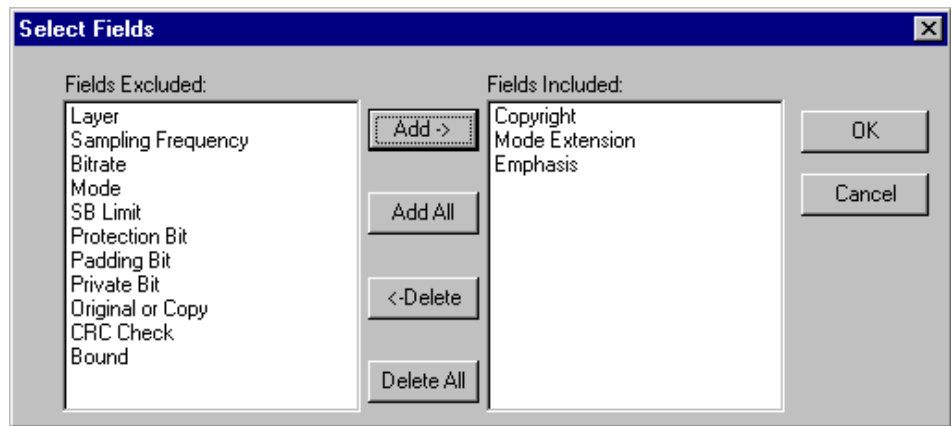 Select Fields
Fields Excluded:
Layer
Sampling Frequency
Bitrate
Mode
SB Limit
Protection Bit
Padding Bit
Private Bit
Original or Copy
CRC Check
Bound
Add ->
Add All
<-Delete
Delete All
Fields Included:
Copyright
Mode Extension
Emphasis
OK
Cancel